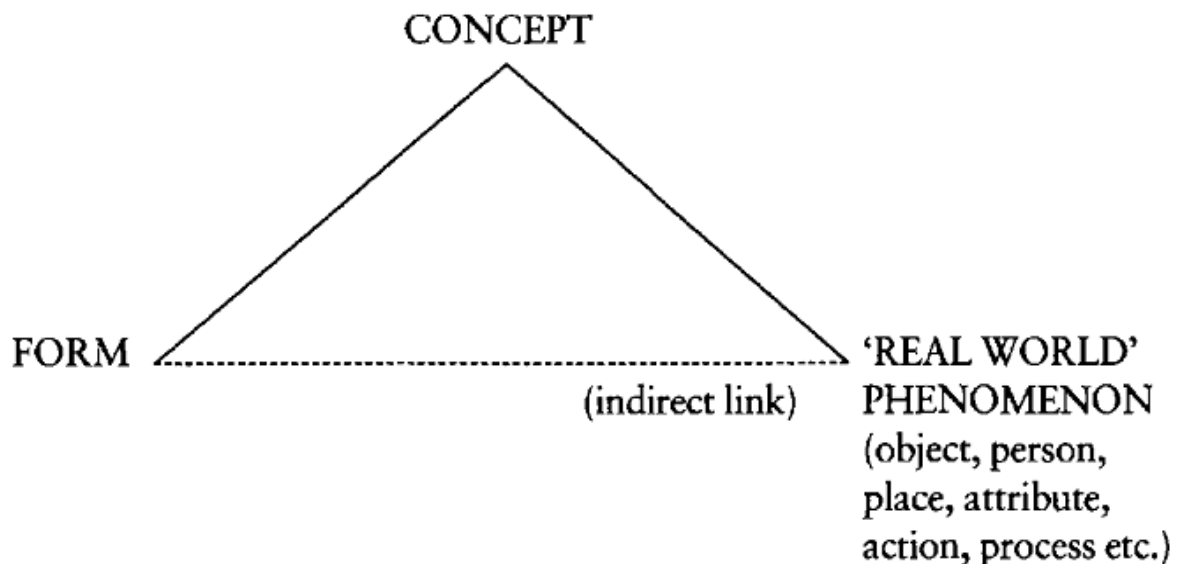 CONCEPT
FORM
(indirect link)
‘REAL WORLD’
PHENOMENON
(object, person,
place, attribute,
action, process etc.)